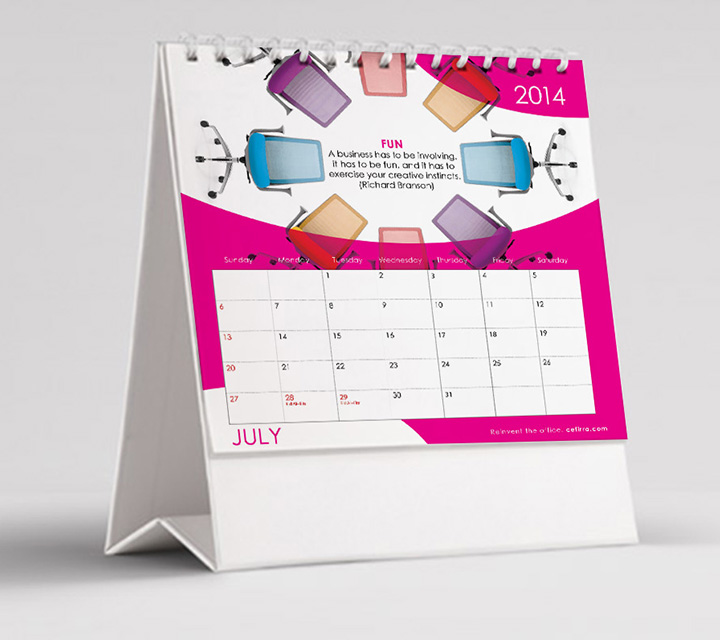 2014
FUN
A business has to be involving,
it has to be fun, and it has to
exercise your creative instincts.
(Richard Branson)
Sunday Monday Tuesday Wednesday Thursday Friday Saturday
1 2 3 4 5
6 7 8 9 10 11 12
13 14 15 16 17 18 19
20 21 22 23 24 25 26
27 28 29 30 31
JULY
Reinvent the office.